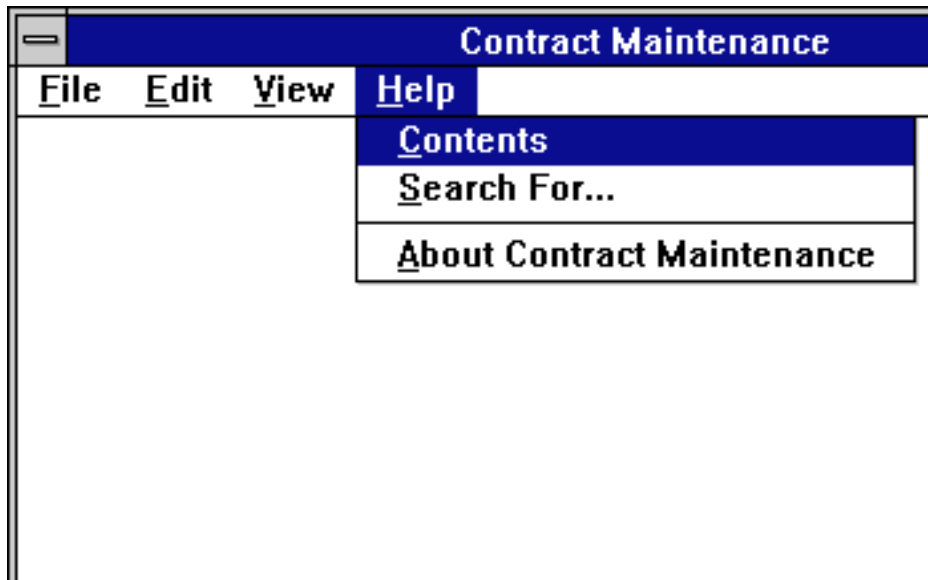 Contract Maintenance
File Edit View Help
Contents
Search For...
About Contract Maintenance